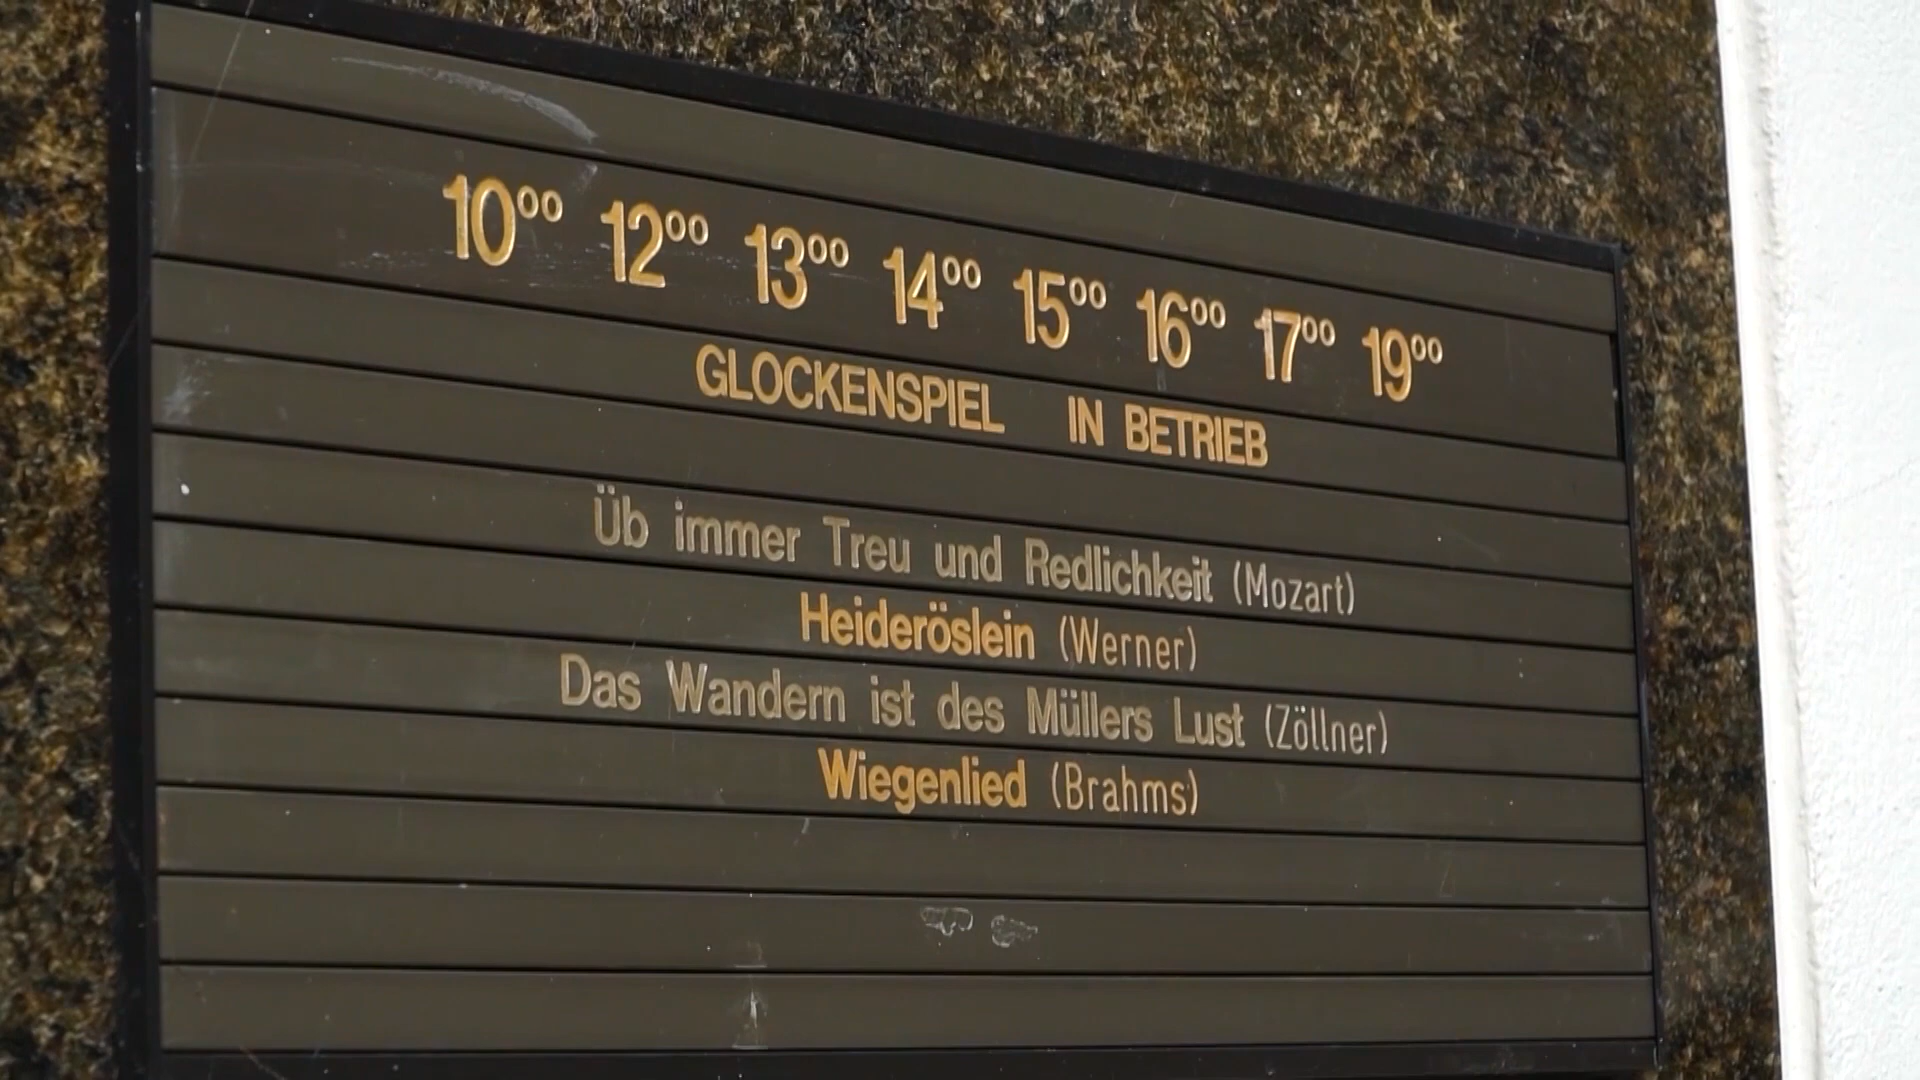 10⁰⁰ 12⁰⁰ 13⁰⁰ 14⁰⁰ 15⁰⁰ 16⁰⁰ 17⁰⁰ 19⁰⁰
GLOCKENSPIEL IN BETRIEB
Üb immer Treu und Redlichkeit (Mozart)
Heideröslein (Werner)
Das Wandern ist des Müllers Lust (Zöllner)
Wiegenlied (Brahms)